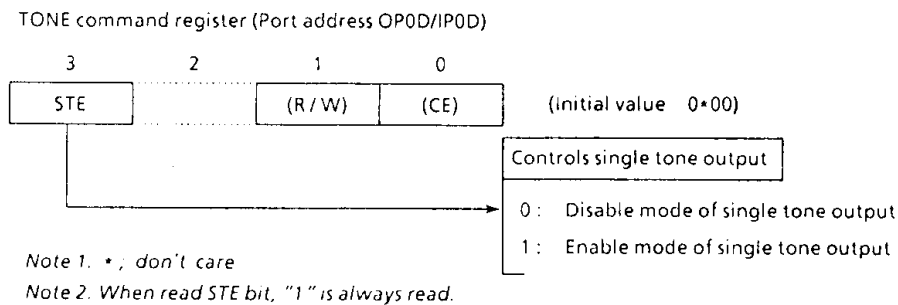 TONE command register (Port address OP0D/IP0D)
3 2 1 0
STE (R/W) (CE) (Initial value 0*00)
Controls single tone output
0: Disable mode of single tone output
1: Enable mode of single tone output
Note 1. *; don't care
Note 2. When read STE bit, "1" is always read.